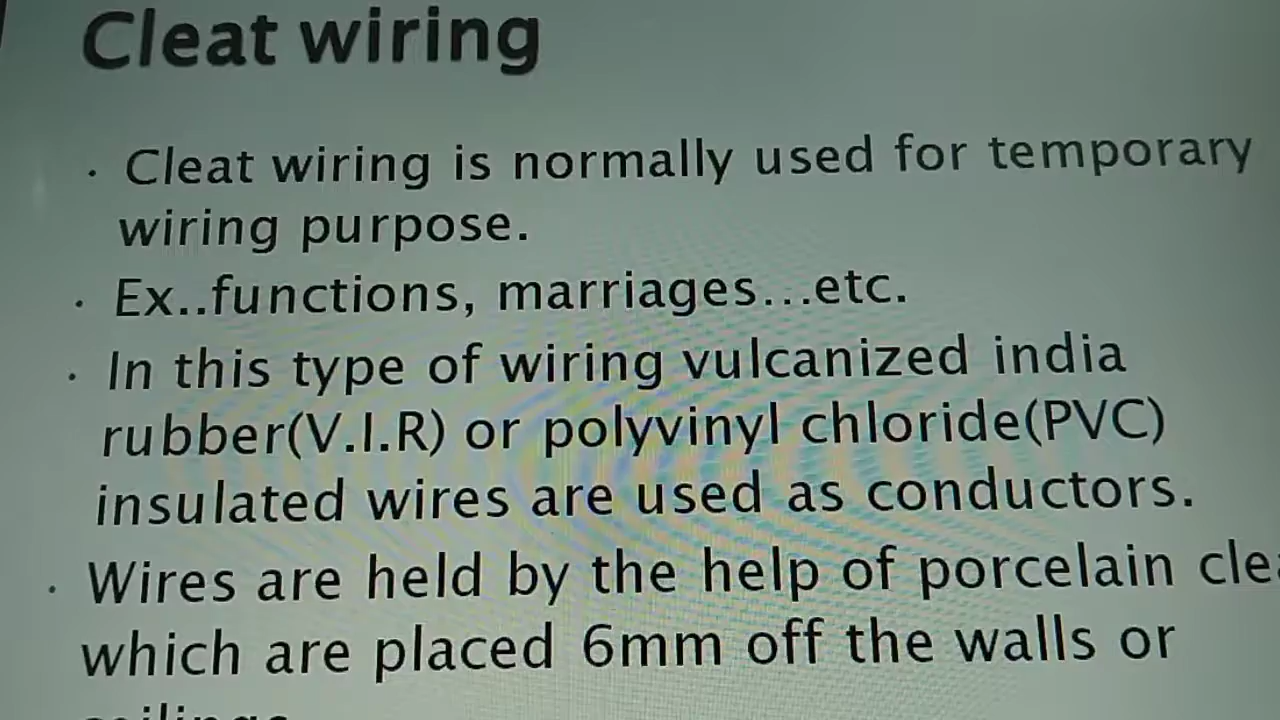 Cleat wiring
· Cleat wiring is normally used for temporary
wiring purpose.
· Ex..functions, marriages...etc.
· In this type of wiring vulcanized india
rubber(V.I.R) or polyvinyl chloride(PVC)
insulated wires are used as conductors.
· Wires are held by the help of porcelain
which are placed 6mm off the walls or